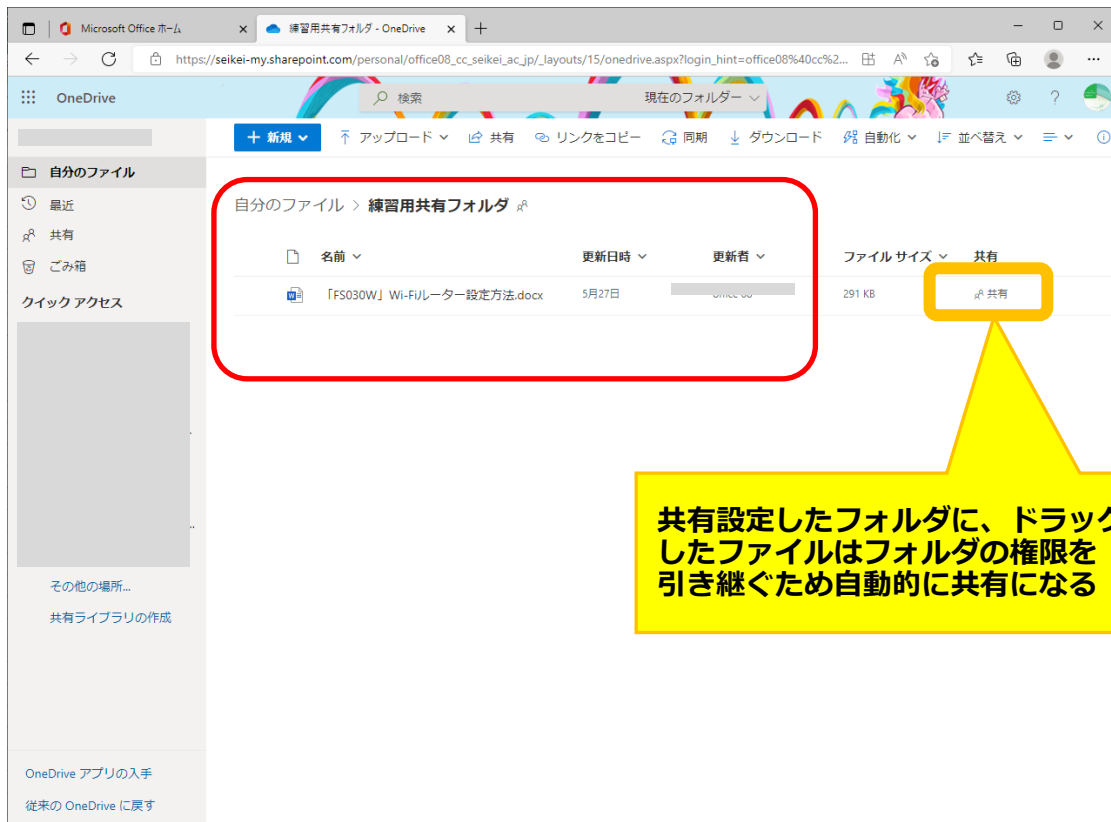 Microsoft Office ホーム
練習用共有フォルダ - OneDrive
https://seikei-my.sharepoint.com/personal/office08_cc_seikei_ac_jp/_layouts/15/onedrive.aspx?login_hint=office08%40cc%2...
OneDrive
検索
現在のフォルダー
+ 新規
アップロード
共有
リンクをコピー
同期
ダウンロード
自動化
並べ替え
自分のファイル
最近
共有
ごみ箱
クイック アクセス
その他の場所...
共有ライブラリの作成
OneDrive アプリの入手
従来の OneDrive に戻す
自分のファイル > 練習用共有フォルダ
名前 更新日時 更新者 ファイル サイズ 共有
「FS030W」Wi-Fiルーター設定方法.docx 5月27日 291 KB 共有
共有設定したフォルダに、ドラッグ
したファイルはフォルダの権限を
引き継ぐため自動的に共有になる